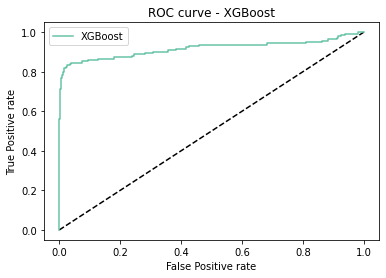 ROC curve - XGBoost
XGBoost
True Positive rate
1.0
0.8
0.6
0.4
0.2
0.0
0.0 0.2 0.4 0.6 0.8 1.0
False Positive rate